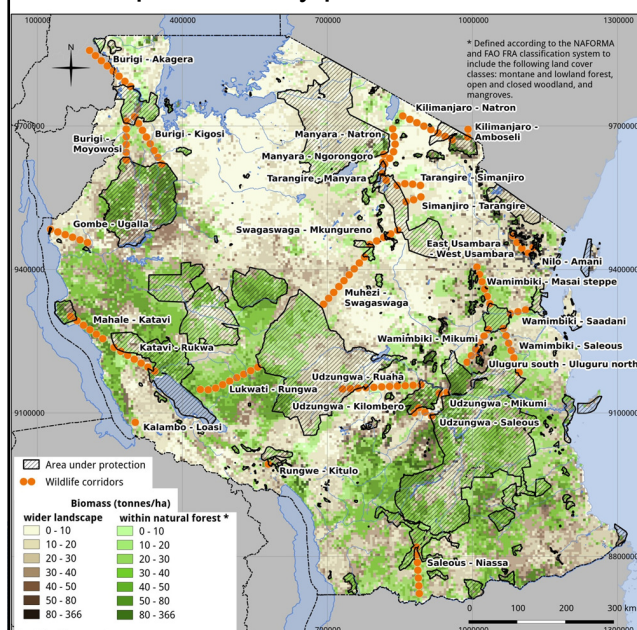 100000 400000 700000 1000000 1300000
N
* Defined according to the NAFORMA
and FAO FRA classification system to
include the following land cover
classes: montane and lowland forest,
open and closed woodland, and
mangroves.
Burigi - Akagera
Kilimanjaro - Natron
9700000
9700000
Kilimanjaro -
Amboseli
Burigi -
Moyowosi
Burigi - Kigosi
Manyara - Natron
Manyara - Ngorongoro
Tarangire - Manyara
Tarangire - Simanjiro
Simanjiro - Tarangire
Gombe - Ugalla
Swagaswaga - Mkungureno
East Usambara
- West Usambara
Nilo - Amani
9400000
9400000
Wamimbiki - Masai steppe
Muhezi -
Swagaswaga
Mahale - Katavi
Wamimbiki - Saadani
Katavi - Rukwa
Wamimbiki - Mikumi
Wamimbiki - Saleous
Uluguru south - Uluguru north
Lukwati - Rungwa
Udzungwa - Ruaha
Udzungwa - Kilombero
Udzungwa - Mikumi
9100000
9100000
Kalambo - Loasi
Udzungwa - Saleous
Rungwe - Kitulo
Area under protection
Wildlife corridors
Biomass (tonnes/ha)
wider landscape within natural forest *
0 - 10 0 - 10
10 - 20 10 - 20
20 - 30 20 - 30
30 - 40 30 - 40
40 - 50 40 - 50
50 - 80 50 - 80
80 - 366 80 - 366
Saleous - Niassa
8800000
0 100 200 300 km
1000000 1300000